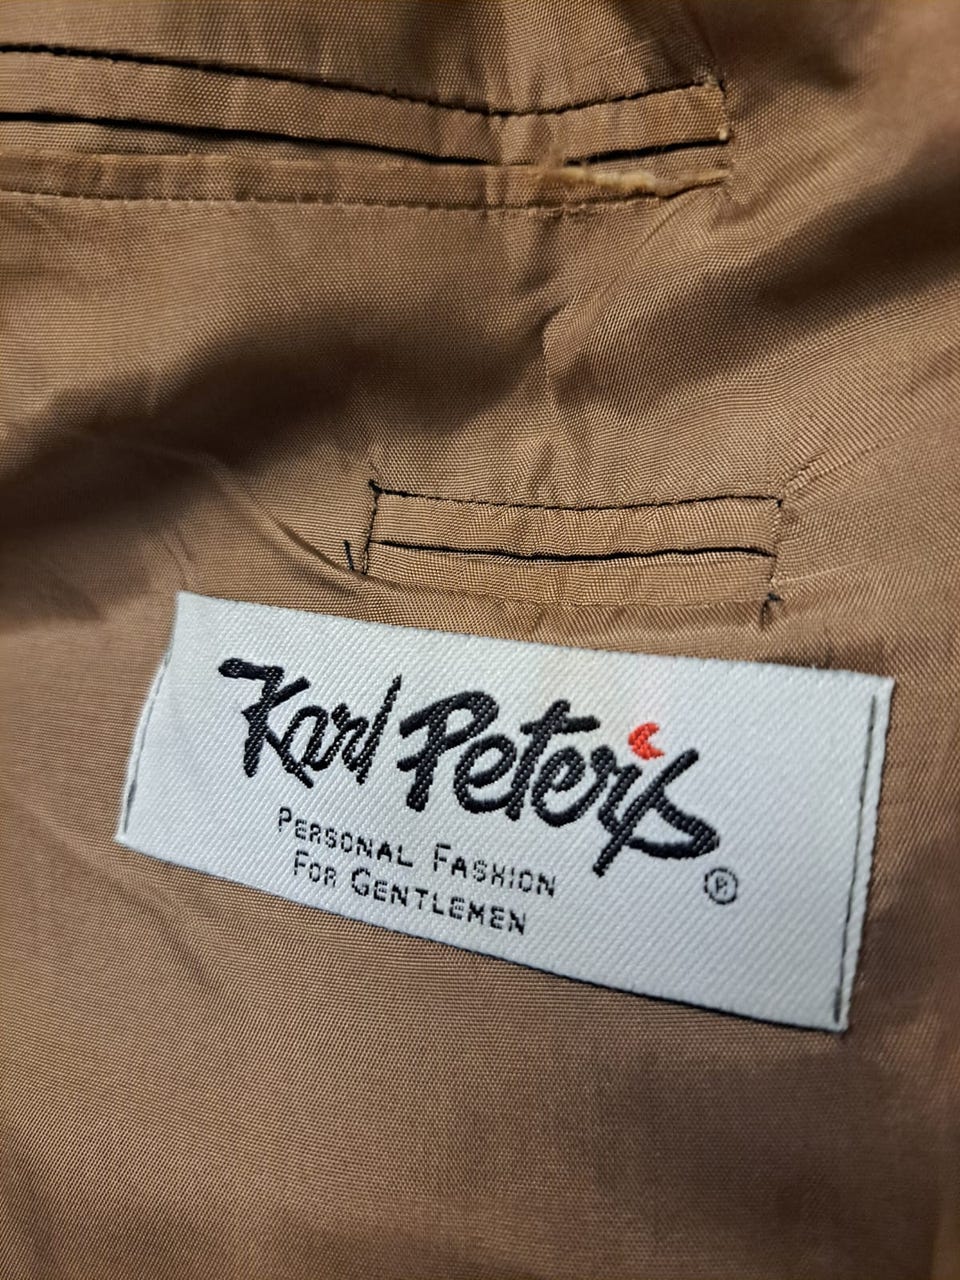 Karl Peter's ®
PERSONAL FASHION
FOR GENTLEMEN